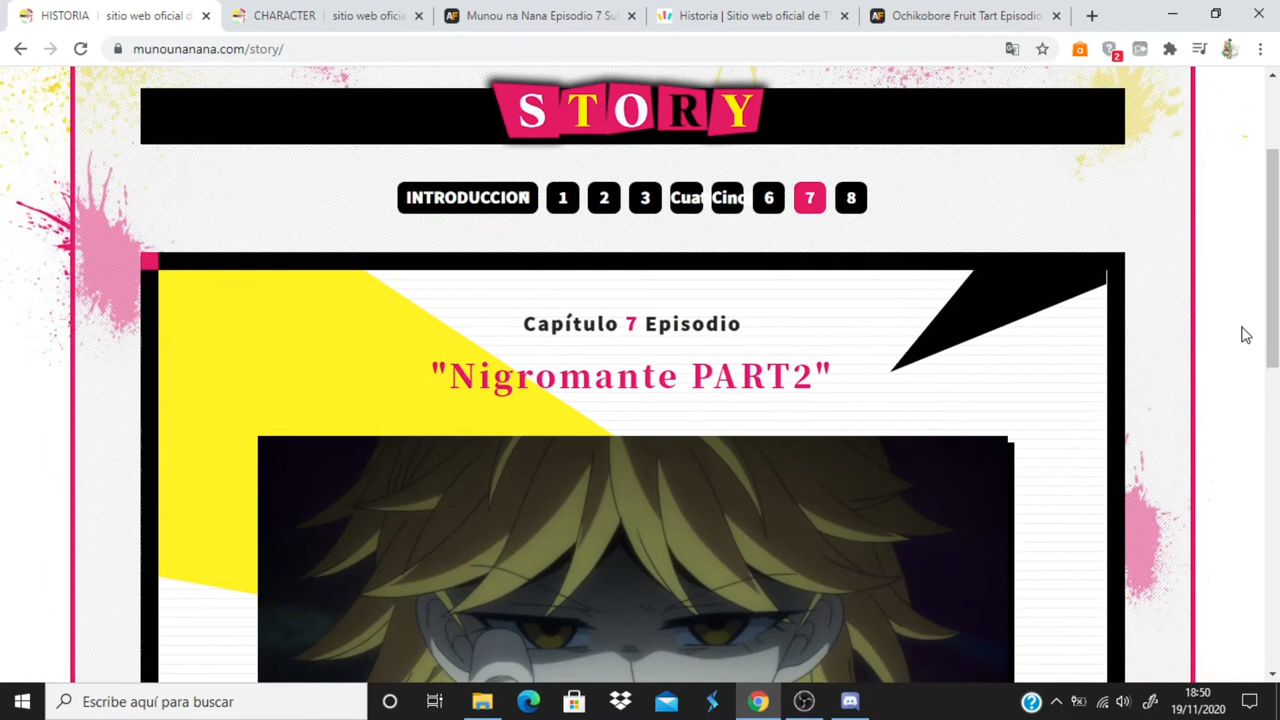 HISTORIA | sitio web oficial d
CHARACTER sitio web oficia
Munou na Nana Episodio 7 Su
Historia | Sitio web oficial de T
Ochikobore Fruit Tart Episodio
munounanana.com/story/
2
STORY
INTRODUCCION 1 2 3 Cuat Cinc 6 7 8
Capítulo 7 Episodio
"Nigromante PART2"
Escribe aquí para buscar
18:50
19/11/2020